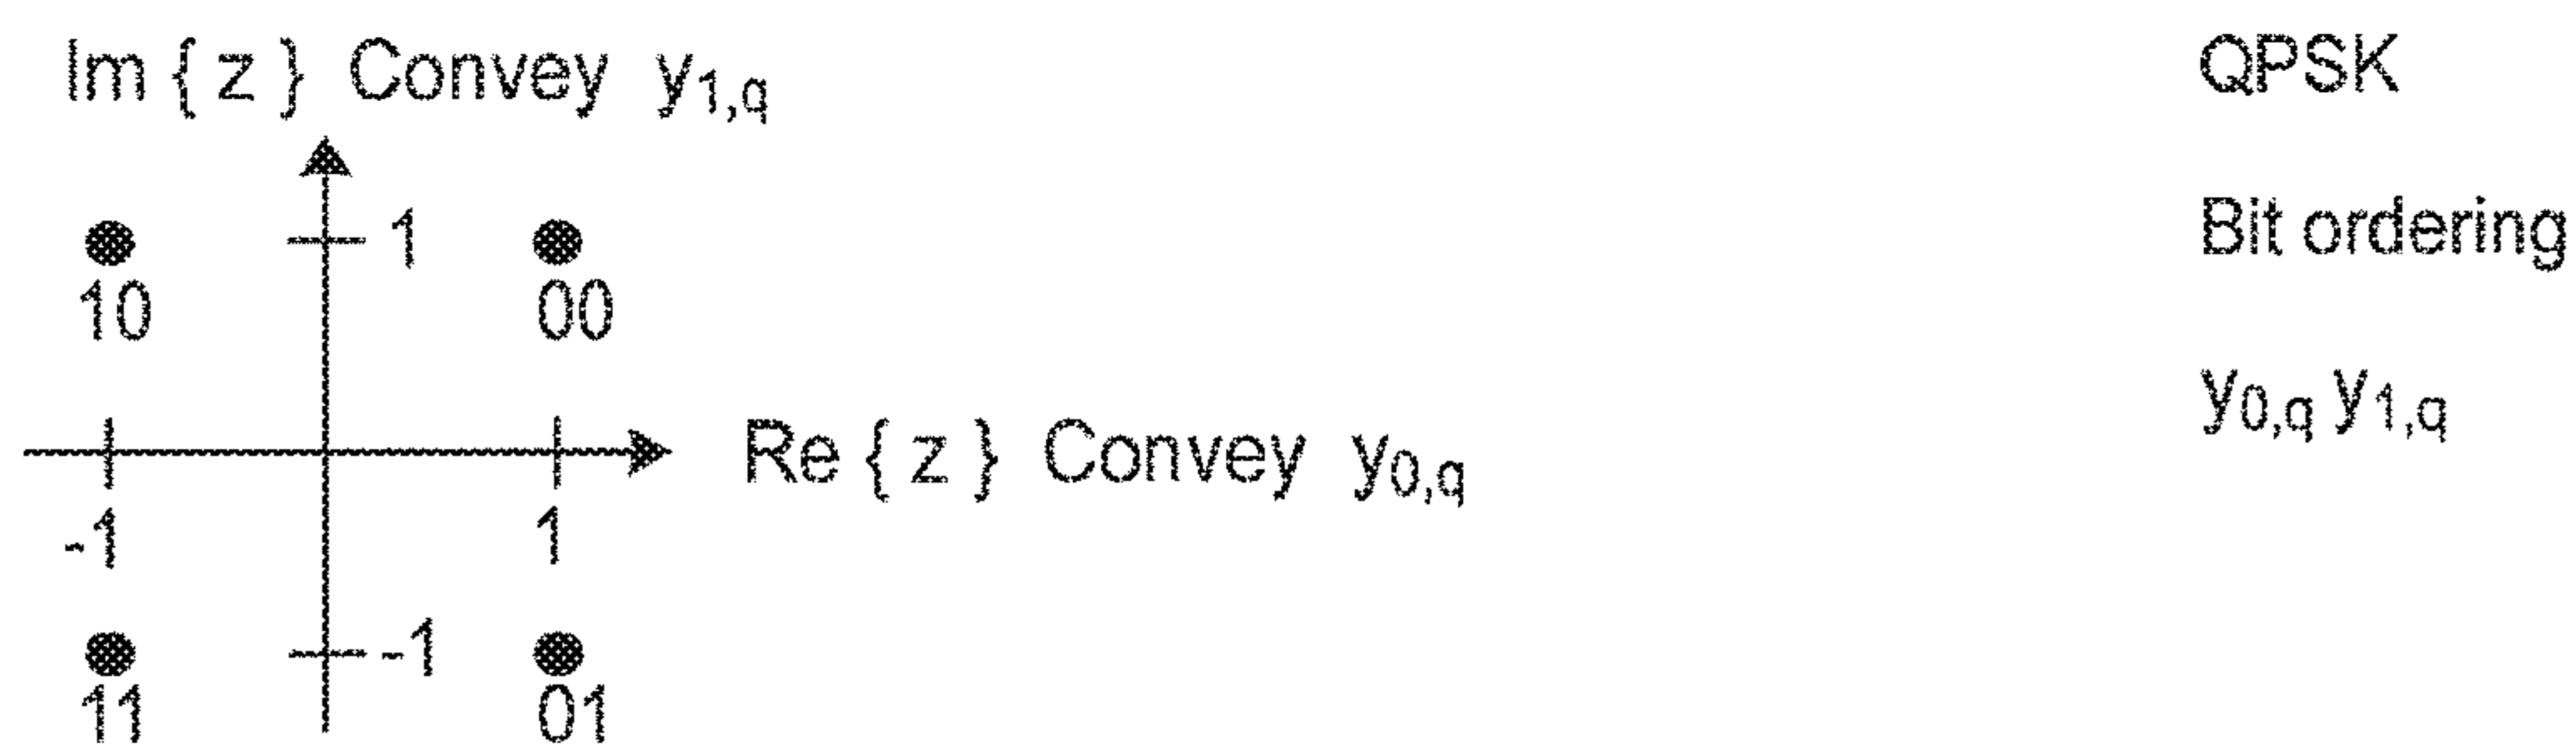 Im { z } Convey y1,q
QPSK
1
Bit ordering
10
00
y0,q y1,q
Re { z } Convey y0,q
-1
1
-1
11
01